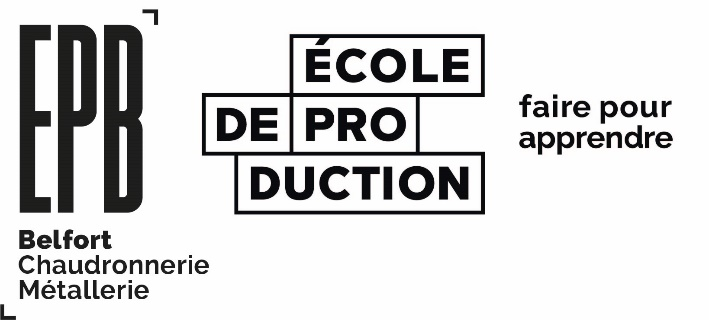 EPB
Belfort
Chaudronnerie
Métallerie
ÉCOLE
DE PRO
DUCTION
faire pour
apprendre